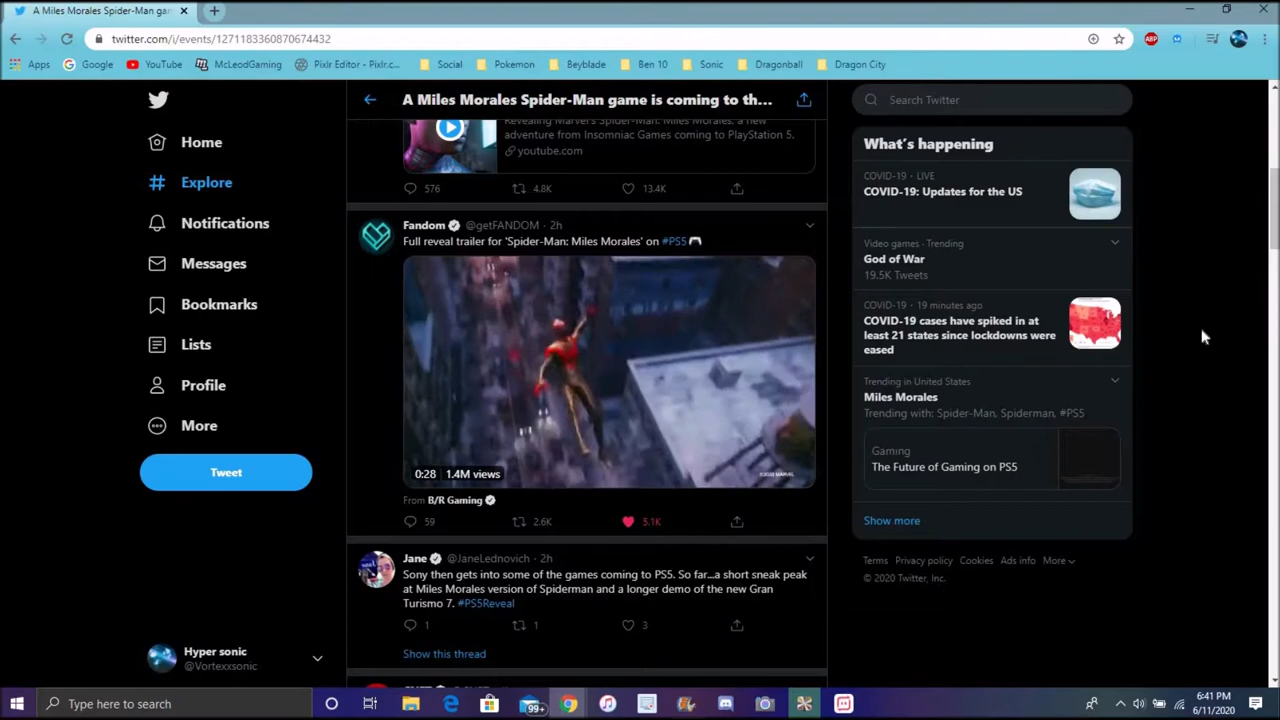 A Miles Morales Spider-Man gam
twitter.com/i/events/1271183360870674432
ABP
Apps
Google
YouTube
McLeodGaming
Pixlr Editor - Pixlr.c...
Social
Pokemon
Beyblade
Ben 10
Sonic
Dragonball
Dragon City
Home
Explore
Notifications
Messages
Bookmarks
Lists
Profile
More
Tweet
Hyper sonic
@Vortexxsonic
A Miles Morales Spider-Man game is coming to th...
Revealing Marvel's Spider-Man: Miles Morales, a new
adventure from Insomniac Games coming to PlayStation 5.
youtube.com
576 4.8K 13.4K
Fandom @getFANDOM · 2h
Full reveal trailer for 'Spider-Man: Miles Morales' on #PS5
0:28 1.4M views
©2020 MARVEL
From B/R Gaming
59 2.6K 5.1K
Jane @JaneLednovich · 2h
Sony then gets into some of the games coming to PS5. So far...a short sneak peak
at Miles Morales version of Spiderman and a longer demo of the new Gran
Turismo 7. #PS5Reveal
1 1 3
Show this thread
Search Twitter
What's happening
COVID-19 · LIVE
COVID-19: Updates for the US
Video games · Trending
God of War
19.5K Tweets
COVID-19 · 19 minutes ago
COVID-19 cases have spiked in at
least 21 states since lockdowns were
eased
Trending in United States
Miles Morales
Trending with: Spider-Man, Spiderman, #PS5
Gaming
The Future of Gaming on PS5
Show more
Terms Privacy policy Cookies Ads info More
© 2020 Twitter, Inc.
Type here to search
99+
6:41 PM
6/11/2020